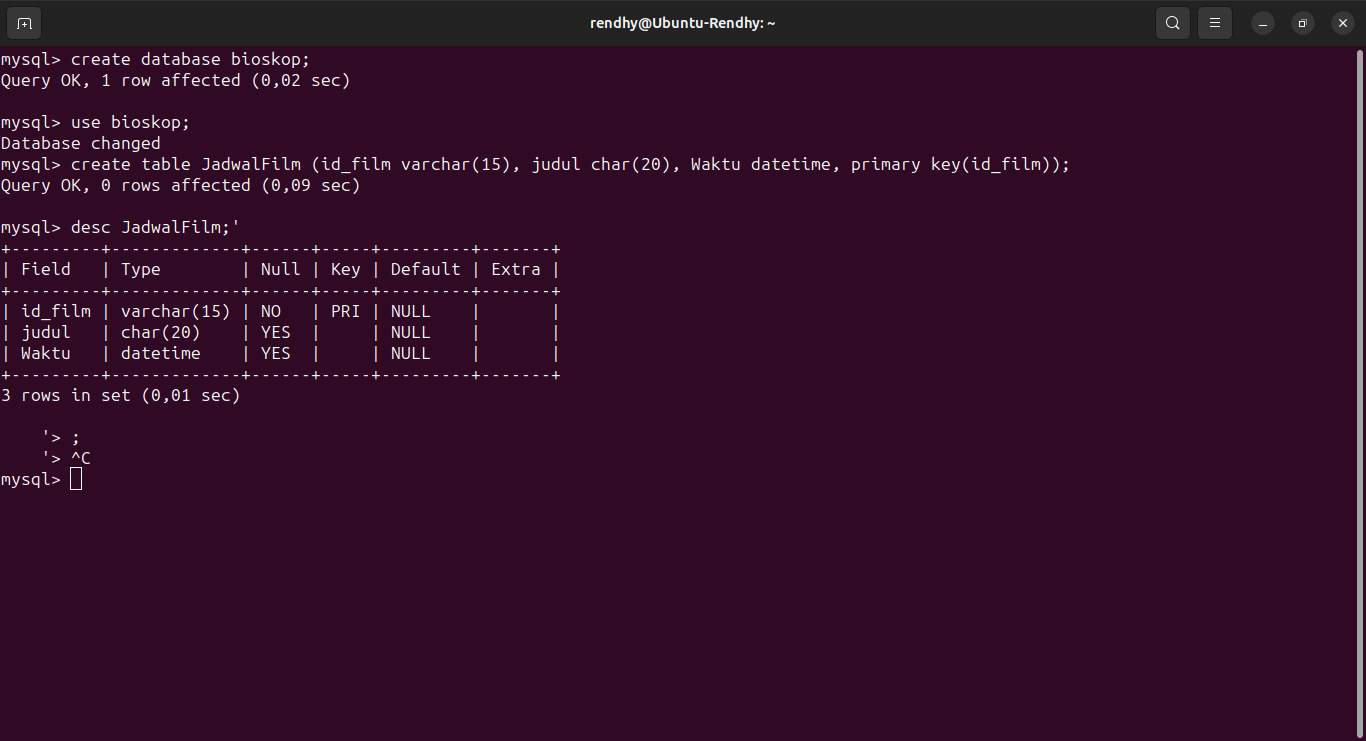 rendhy@Ubuntu-Rendhy: ~
mysql> create database bioskop;
Query OK, 1 row affected (0,02 sec)

mysql> use bioskop;
Database changed
mysql> create table JadwalFilm (id_film varchar(15), judul char(20), Waktu datetime, primary key(id_film));
Query OK, 0 rows affected (0,09 sec)

mysql> desc JadwalFilm;'
+---------+-------------+------+-----+---------+-------+
| Field   | Type        | Null | Key | Default | Extra |
+---------+-------------+------+-----+---------+-------+
| id_film | varchar(15) | NO   | PRI | NULL    |       |
| judul   | char(20)    | YES  |     | NULL    |       |
| Waktu   | datetime    | YES  |     | NULL    |       |
+---------+-------------+------+-----+---------+-------+
3 rows in set (0,01 sec)

    '> ;
    '> ^C
mysql>